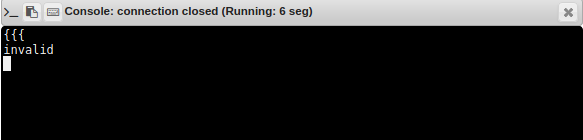 >_ Console: connection closed (Running: 6 seg)
{{{
invalid